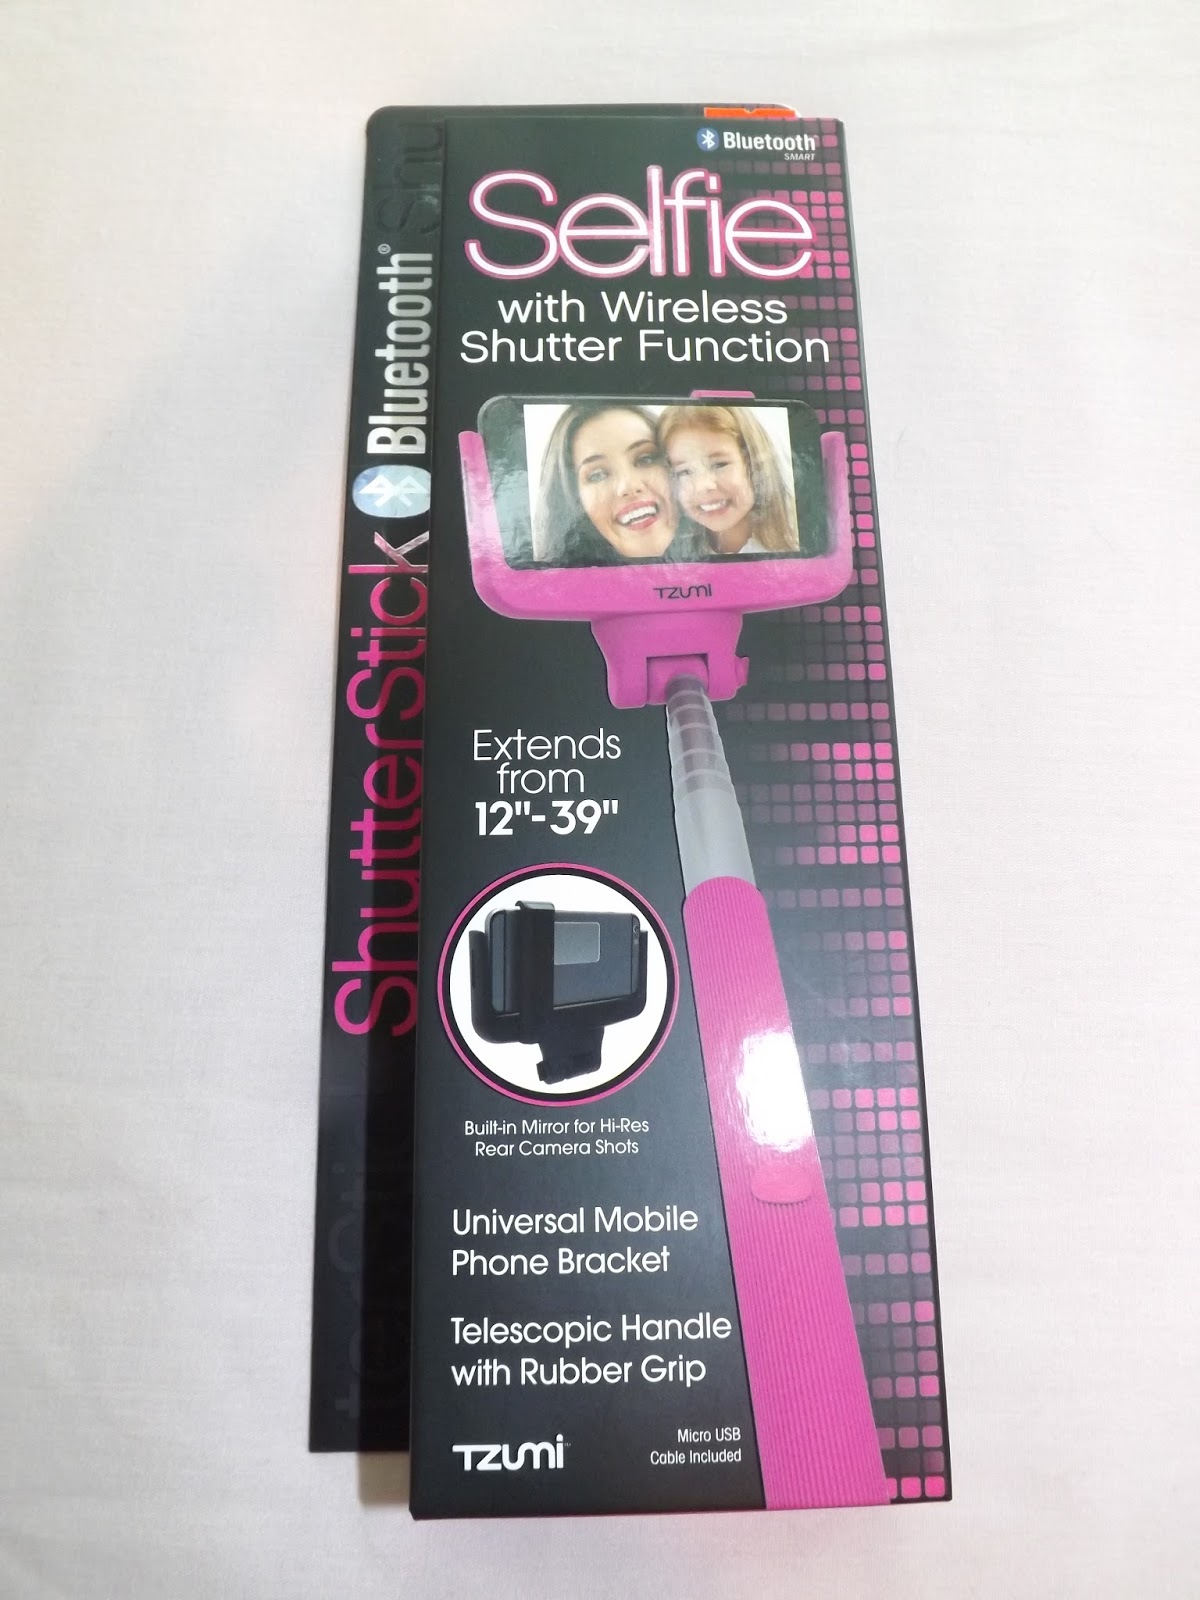 Bluetooth
SMART
Selfie
with Wireless
Shutter Function
TZUMI
Extends
from
12"-39"
Built-in Mirror for Hi-Res
Rear Camera Shots
Universal Mobile
Phone Bracket
Telescopic Handle
with Rubber Grip
TZUMI
Micro USB
Cable Included
ShutterStick Bluetooth® Shu